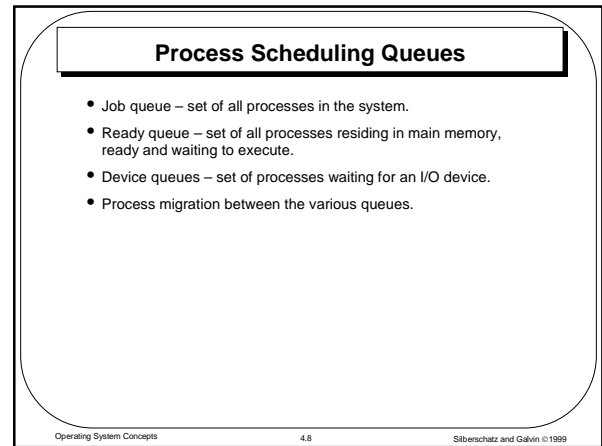 Process Scheduling Queues
• Job queue – set of all processes in the system.
• Ready queue – set of all processes residing in main memory,
ready and waiting to execute.
• Device queues – set of processes waiting for an I/O device.
• Process migration between the various queues.
Operating System Concepts 4.8 Silberschatz and Galvin ©1999